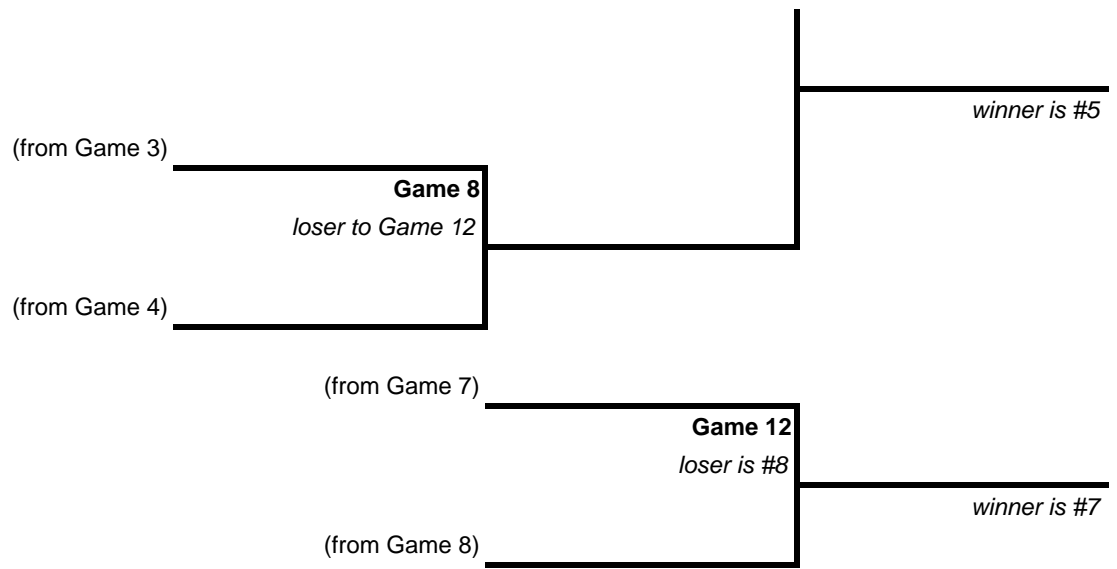 winner is #5
(from Game 3)
Game 8
loser to Game 12
(from Game 4)
(from Game 7)
Game 12
loser is #8
winner is #7
(from Game 8)